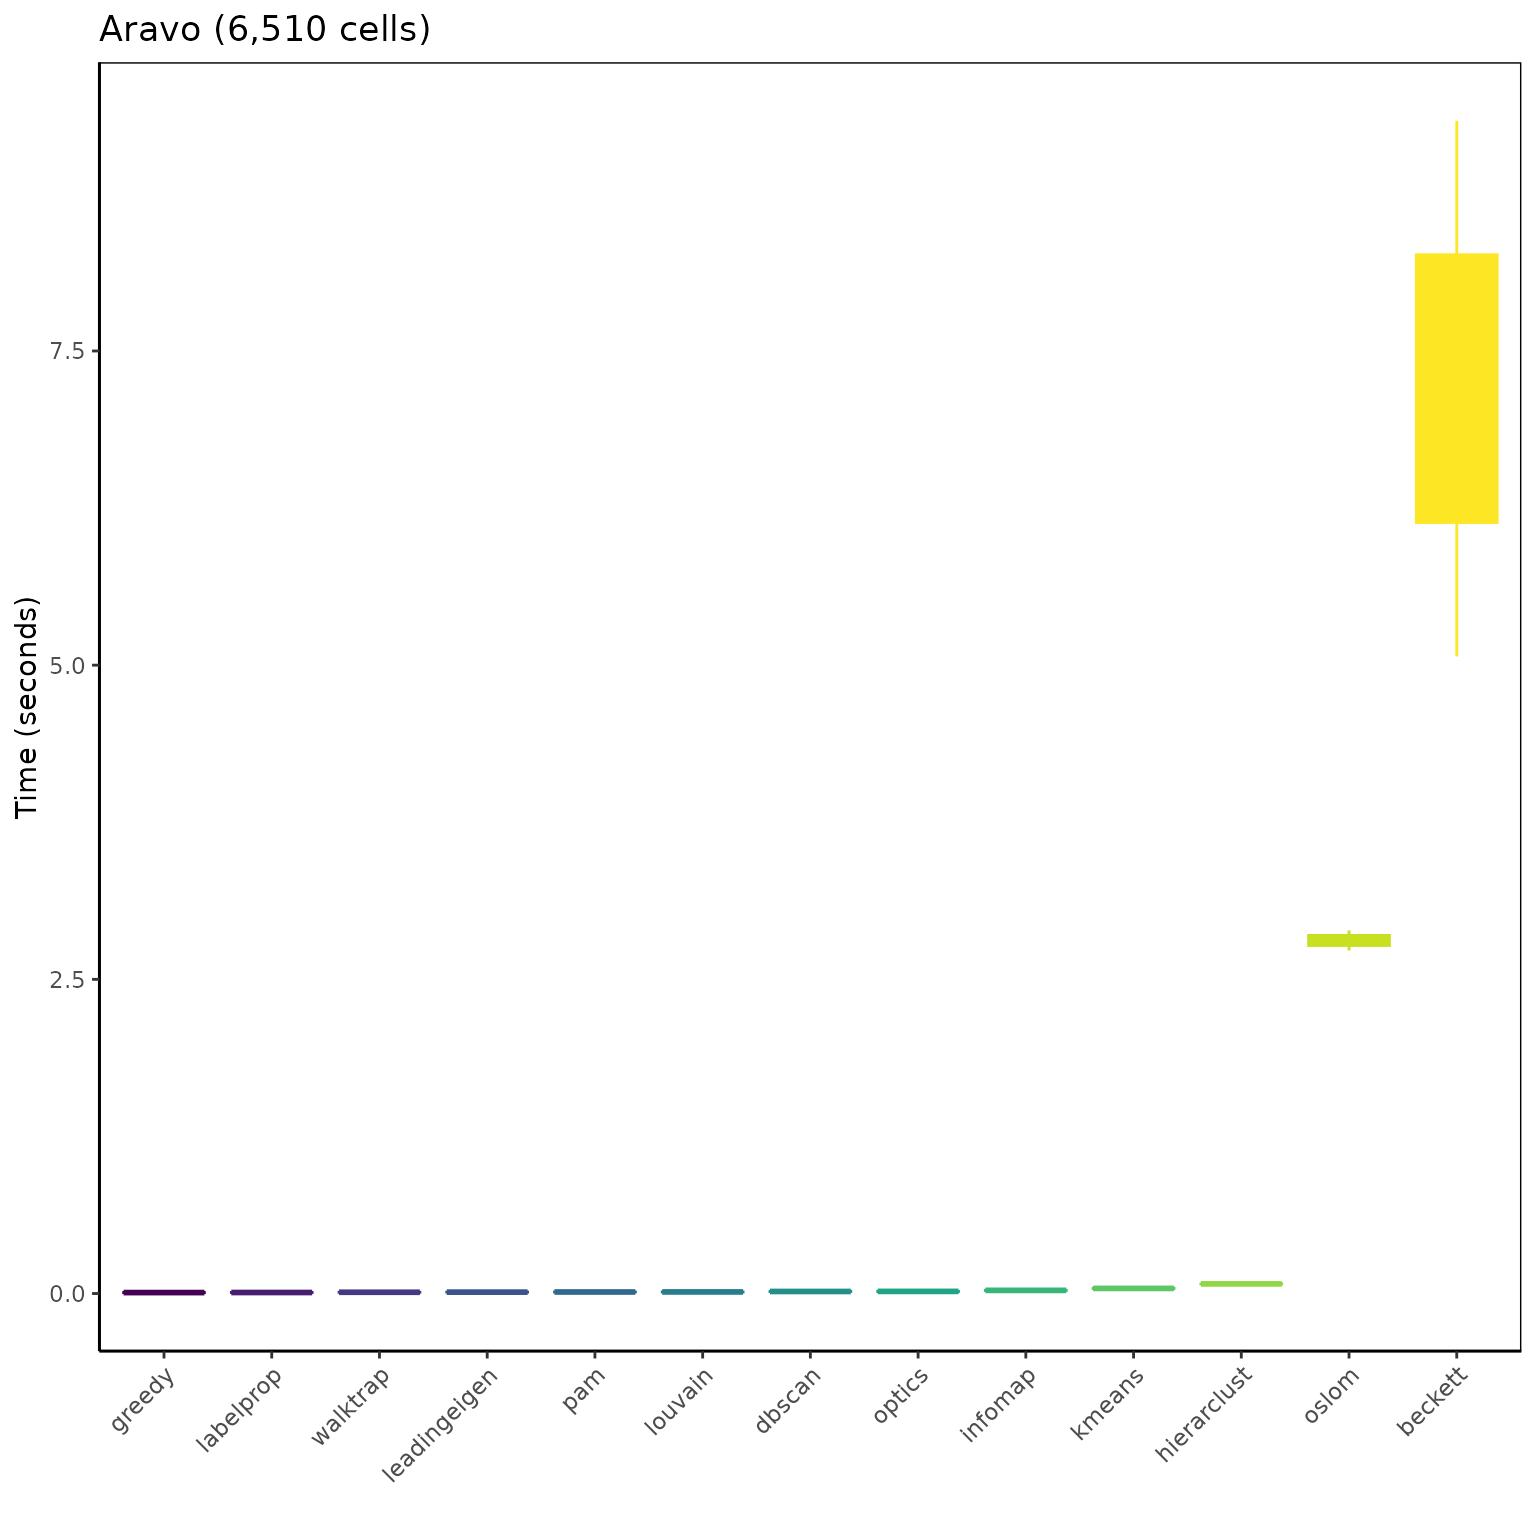 Aravo (6,510 cells)
Time (seconds)
7.5
5.0
2.5
0.0
greedy
labelprop
walktrap
leadingeigen
pam
louvain
dbscan
optics
infomap
kmeans
hierarclust
oslom
beckett